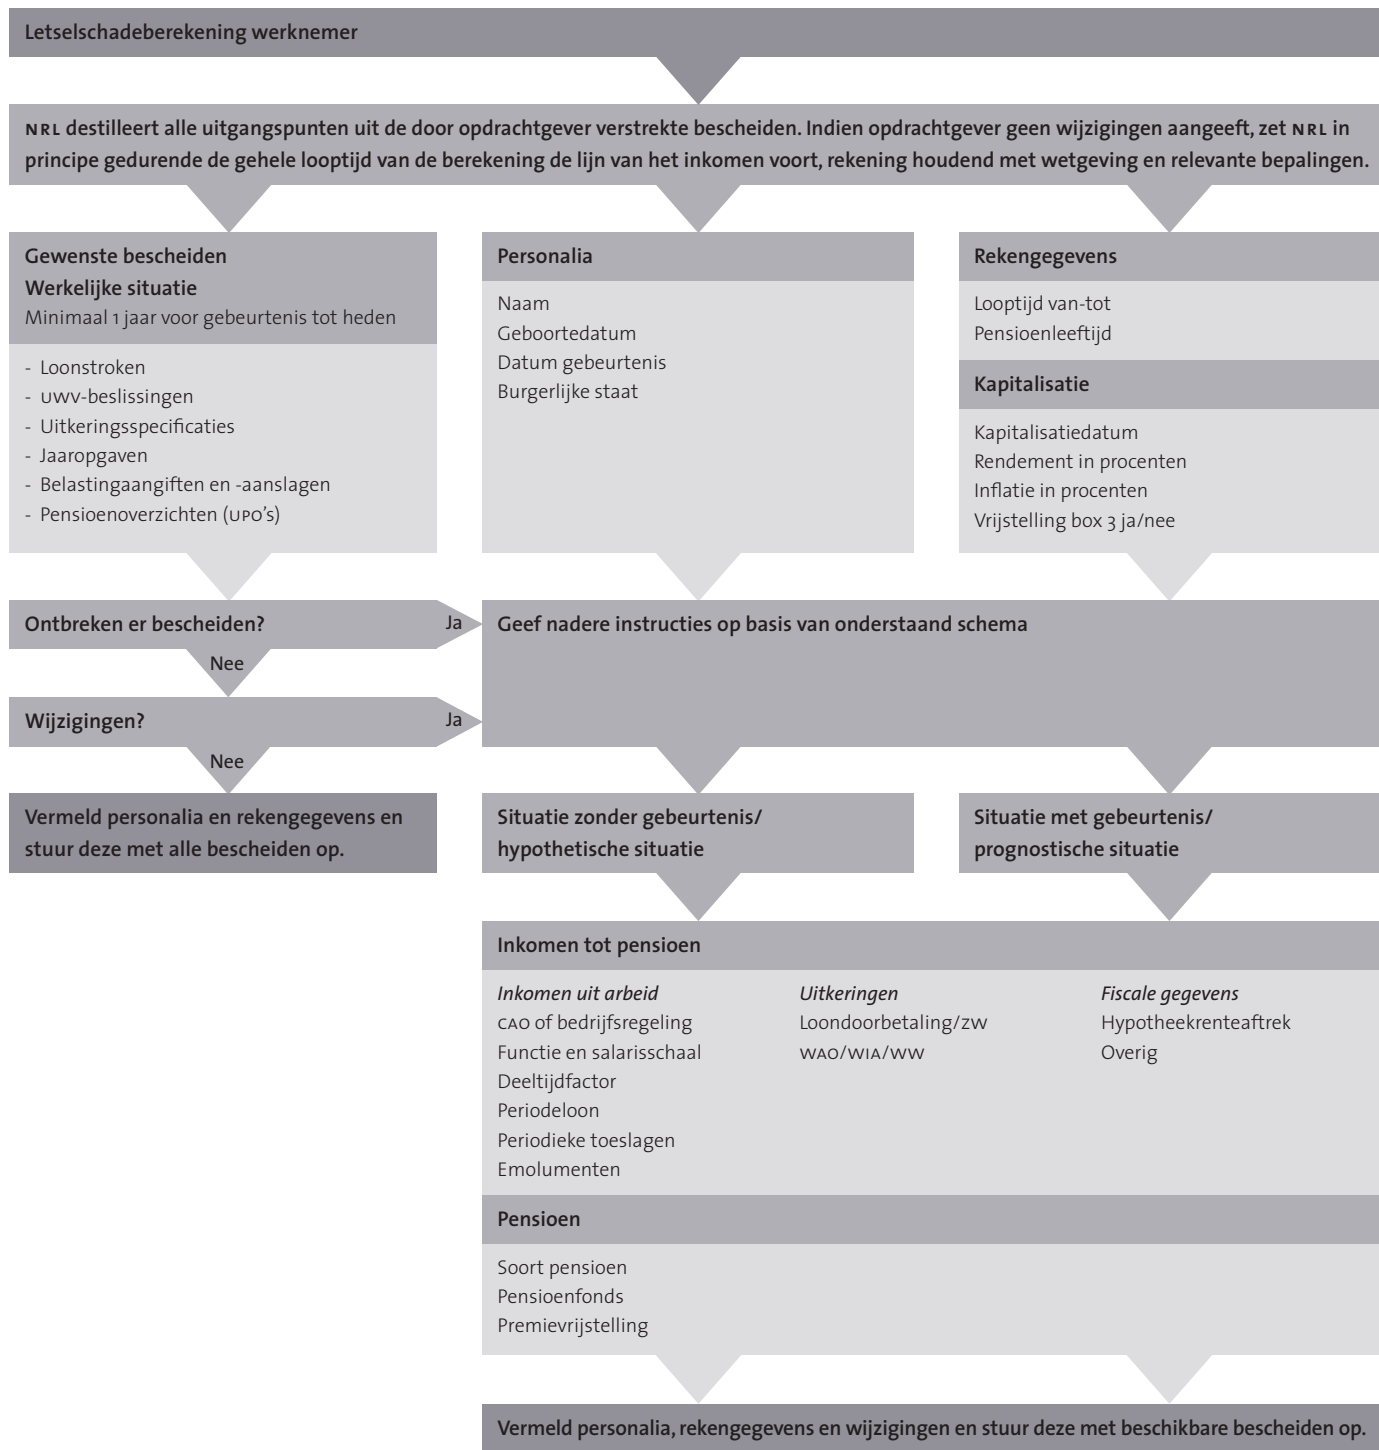 Letselschadeberekening werknemer
NRL destilleert alle uitgangspunten uit de door opdrachtgever verstrekte bescheiden. Indien opdrachtgever geen wijzigingen aangeeft, zet NRL in
principe gedurende de gehele looptijd van de berekening de lijn van het inkomen voort, rekening houdend met wetgeving en relevante bepalingen.
Gewenste bescheiden
Werkelijke situatie
Minimaal 1 jaar voor gebeurtenis tot heden
- Loonstroken
- UWV-beslissingen
- Uitkeringsspecificaties
- Jaaropgaven
- Belastingaangiften en -aanslagen
- Pensioenoverzichten (UPO's)
Personalia
Naam
Geboortedatum
Datum gebeurtenis
Burgerlijke staat
Rekengegevens
Looptijd van-tot
Pensioenleeftijd
Kapitalisatie
Kapitalisatiedatum
Rendement in procenten
Inflatie in procenten
Vrijstelling box 3 ja/nee
Ontbreken er bescheiden?
Ja
Nee
Wijzigingen?
Ja
Nee
Vermeld personalia en rekengegevens en
stuur deze met alle bescheiden op.
Geef nadere instructies op basis van onderstaand schema
Situatie zonder gebeurtenis/
hypothetische situatie
Situatie met gebeurtenis/
prognostische situatie
Inkomen tot pensioen
Inkomen uit arbeid
CAO of bedrijfsregeling
Functie en salarisschaal
Deeltijdfactor
Periodeloon
Periodieke toeslagen
Emolumenten
Uitkeringen
Loondoorbetaling/ZW
WAO/WIA/WW
Fiscale gegevens
Hypotheekrenteaftrek
Overig
Pensioen
Soort pensioen
Pensioenfonds
Premievrijstelling
Vermeld personalia, rekengegevens en wijzigingen en stuur deze met beschikbare bescheiden op.